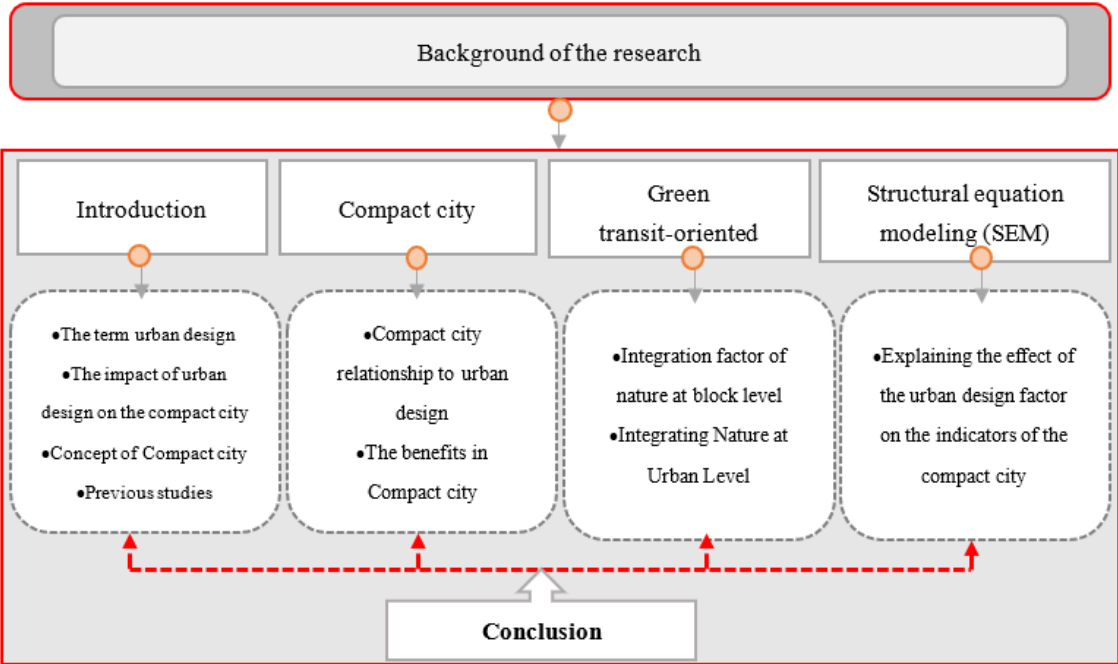 Background of the research
Introduction
Compact city
Green
transit-oriented
Structural equation
modeling (SEM)
•The term urban design
•The impact of urban
design on the compact city
•Concept of Compact city
•Previous studies
•Compact city
relationship to urban
design
•The benefits in
Compact city
•Integration factor of
nature at block level
•Integrating Nature at
Urban Level
•Explaining the effect of
the urban design factor
on the indicators of the
compact city
Conclusion